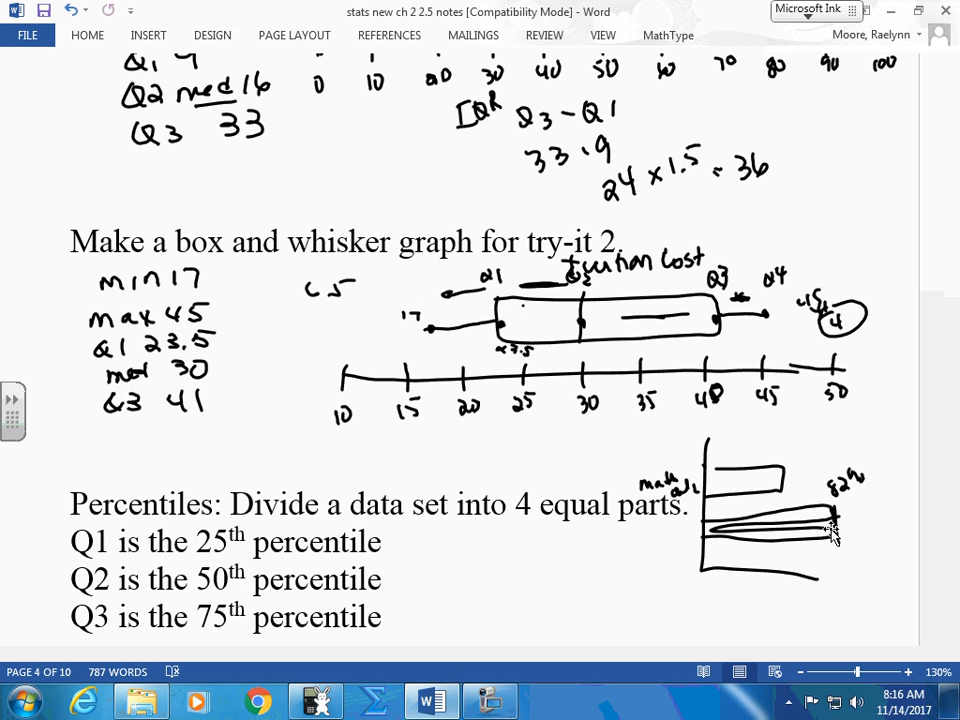 stats new ch 2 2.5 notes [Compatibility Mode] - Word
Microsoft Ink
FILE HOME INSERT DESIGN PAGE LAYOUT REFERENCES MAILINGS REVIEW VIEW MathType Moore, Raelynn
Q1 9
0 10 20 30 40 50 60 70 80 90 100
Q2 med 16
Q3 33
IQR Q3 - Q1
33 - 9
24 x 1.5 = 36
Make a box and whisker graph for try-it 2.
min 17
max 45
Q1 23.5
med 30
Q3 41
Tuition Cost
Q1 Q3 Q4
17
23.5
4
10 15 20 25 30 35 40 45 50
math
82%
Percentiles: Divide a data set into 4 equal parts.
Q1 is the 25th percentile
Q2 is the 50th percentile
Q3 is the 75th percentile
PAGE 4 OF 10 787 WORDS 130%
8:16 AM
11/14/2017